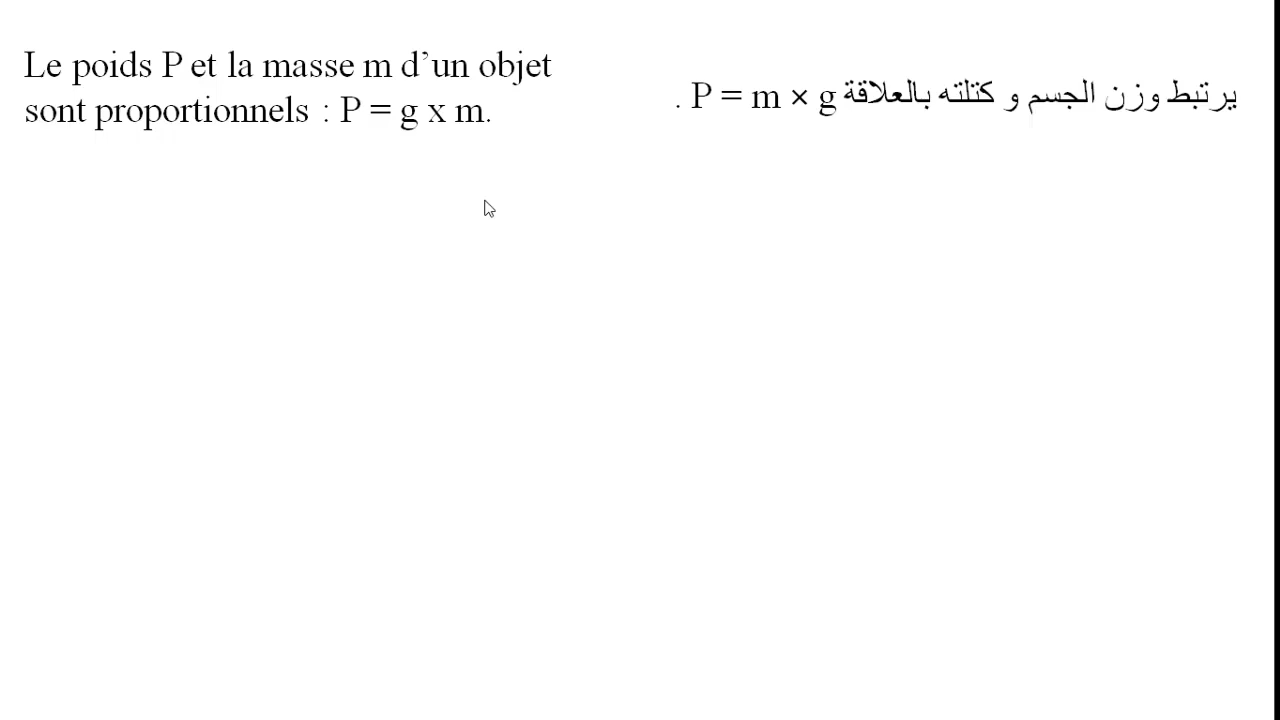 Le poids P et la masse m d’un objet
sont proportionnels : P = g x m.
يرتبط وزن الجسم و كتلته بالعلاقة P = m × g .